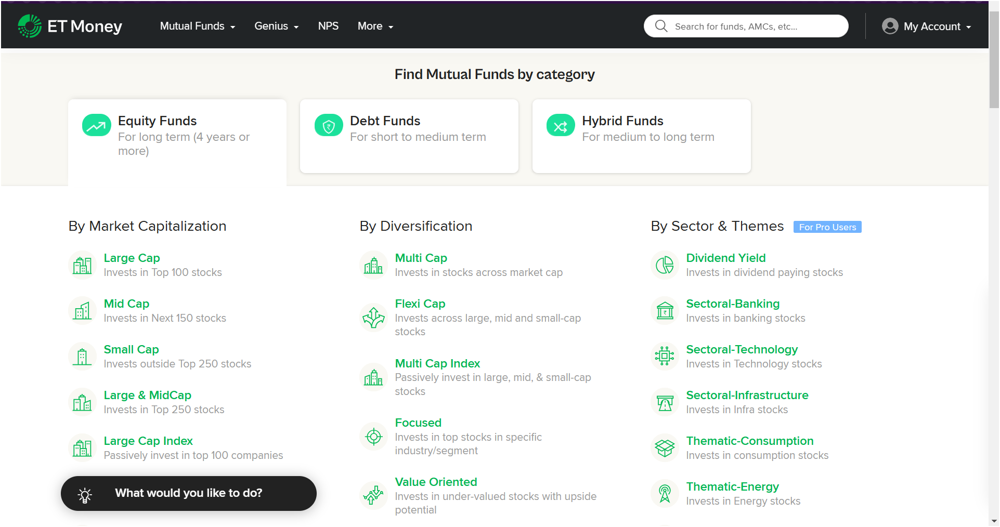 ET Money
Mutual Funds
Genius
NPS
More
Search for funds, AMCs, etc...
My Account
Find Mutual Funds by category
Equity Funds
For long term (4 years or
more)
Debt Funds
For short to medium term
Hybrid Funds
For medium to long term
By Market Capitalization
Large Cap
Invests in Top 100 stocks
Mid Cap
Invests in Next 150 stocks
Small Cap
Invests outside Top 250 stocks
Large & MidCap
Invests in Top 250 stocks
Large Cap Index
Passively invest in top 100 companies
What would you like to do?
By Diversification
Multi Cap
Invests in stocks across market cap
Flexi Cap
Invests across large, mid and small-cap
stocks
Multi Cap Index
Passively invest in large, mid, & small-cap
stocks
Focused
Invests in top stocks in specific
industry/segment
Value Oriented
Invests in under-valued stocks with upside
potential
By Sector & Themes
For Pro Users
Dividend Yield
Invests in dividend paying stocks
Sectoral-Banking
Invests in banking stocks
Sectoral-Technology
Invests in Technology stocks
Sectoral-Infrastructure
Invests in Infra stocks
Thematic-Consumption
Invests in consumption stocks
Thematic-Energy
Invests in Energy stocks